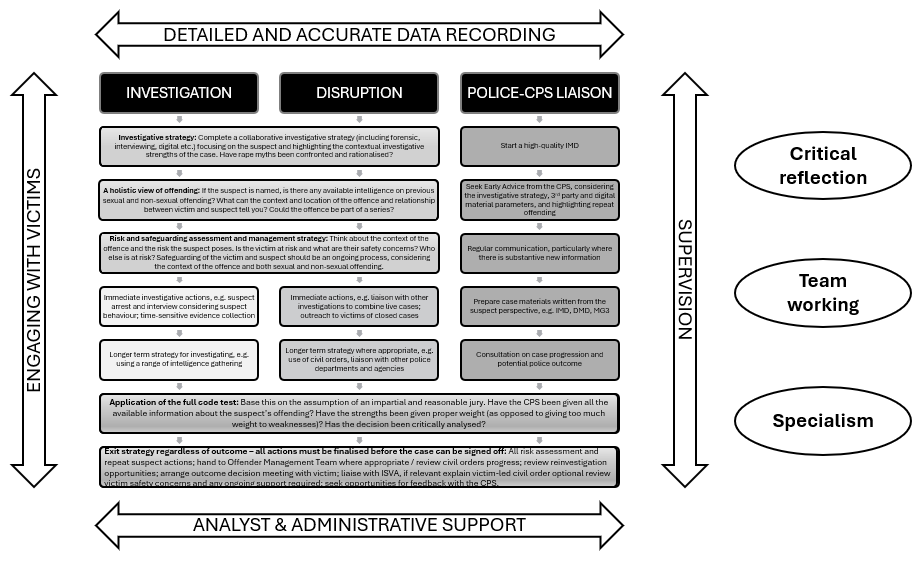 DETAILED AND ACCURATE DATA RECORDING
ENGAGING WITH VICTIMS
INVESTIGATION
DISRUPTION
POLICE-CPS LIAISON
Investigative strategy: Complete a collaborative investigative strategy (including forensic,
interviewing, digital etc.) focusing on the suspect and highlighting the contextual investigative
strengths of the case. Have rape myths been confronted and rationalised?
Start a high-quality IMD
A holistic view of offending: If the suspect is named, is there any available intelligence on previous
sexual and non-sexual offending? What can the context and location of the offence and relationship
between victim and suspect tell you? Could the offence be part of a series?
Seek Early Advice from the CPS, considering
the investigative strategy, 3rd party and digital
material parameters, and highlighting repeat
offending
Risk and safeguarding assessment and management strategy: Think about the context of the
offence and the risk the suspect poses. Is the victim at risk and what are their safety concerns? Who
else is at risk? Safeguarding of the victim and suspect should be an ongoing process, considering
the context of the offence and both sexual and non-sexual offending.
Regular communication, particularly where
there is substantive new information
Immediate investigative actions, e.g. suspect
arrest and interview considering suspect
behaviour; time-sensitive evidence collection
Immediate actions, e.g. liaison with other
investigations to combine live cases;
outreach to victims of closed cases
Prepare case materials written from the
suspect perspective, e.g. IMD, DMD, MG3
Longer term strategy for investigating, e.g.
using a range of intelligence gathering
Longer term strategy where appropriate, e.g.
use of civil orders, liaison with other police
departments and agencies
Consultation on case progression and
potential police outcome
Application of the full code test: Base this on the assumption of an impartial and reasonable jury. Have the CPS been given all the
available information about the suspect's offending? Have the strengths been given proper weight (as opposed to giving too much
weight to weaknesses)? Has the decision been critically analysed?
Exit strategy regardless of outcome – all actions must be finalised before the case can be signed off: All risk assessment and
repeat suspect actions; hand to Offender Management Team where appropriate / review civil orders progress; review reinvestigation
opportunities; arrange outcome decision meeting with victim; liaise with ISVA, if relevant explain victim-led civil order optional review
victim safety concerns and any ongoing support required; seek opportunities for feedback with the CPS.
SUPERVISION
Critical
reflection
Team
working
Specialism
ANALYST & ADMINISTRATIVE SUPPORT